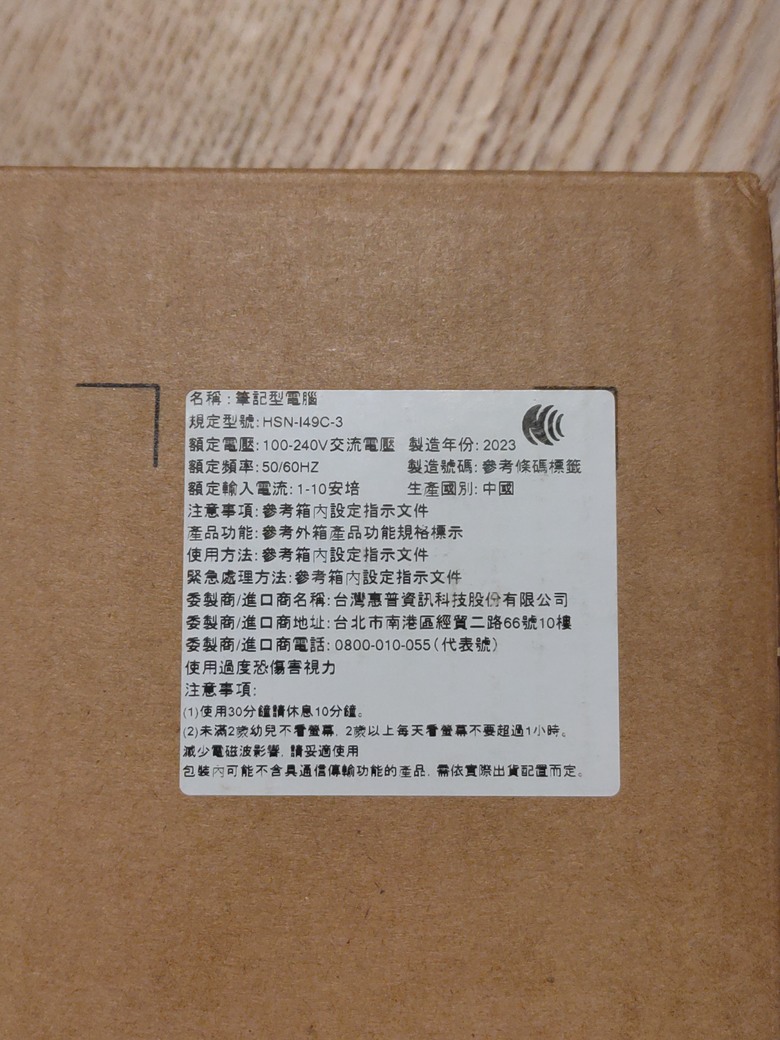 名稱:筆記型電腦
規定型號:HSN-I49C-3
額定電壓:100-240V交流電壓 製造年份:2023
額定頻率:50/60HZ 製造號碼:參考條碼標籤
額定輸入電流:1-10安培 生產國別:中國
注意事項:參考箱內設定指示文件
產品功能:參考外箱產品功能規格標示
使用方法:參考箱內設定指示文件
緊急處理方法:參考箱內設定指示文件
委製商/進口商名稱:台灣惠普資訊科技股份有限公司
委製商/進口商地址:台北市南港區經貿二路66號10樓
委製商/進口商電話:0800-010-055(代表號)
使用過度恐傷害視力
注意事項:
(1)使用30分鐘請休息10分鐘。
(2)未滿2歲幼兒不看螢幕, 2歲以上每天看螢幕不要超過1小時。
減少電磁波影響, 請妥適使用
包裝內可能不含具通信傳輸功能的產品, 需依實際出貨配置而定。